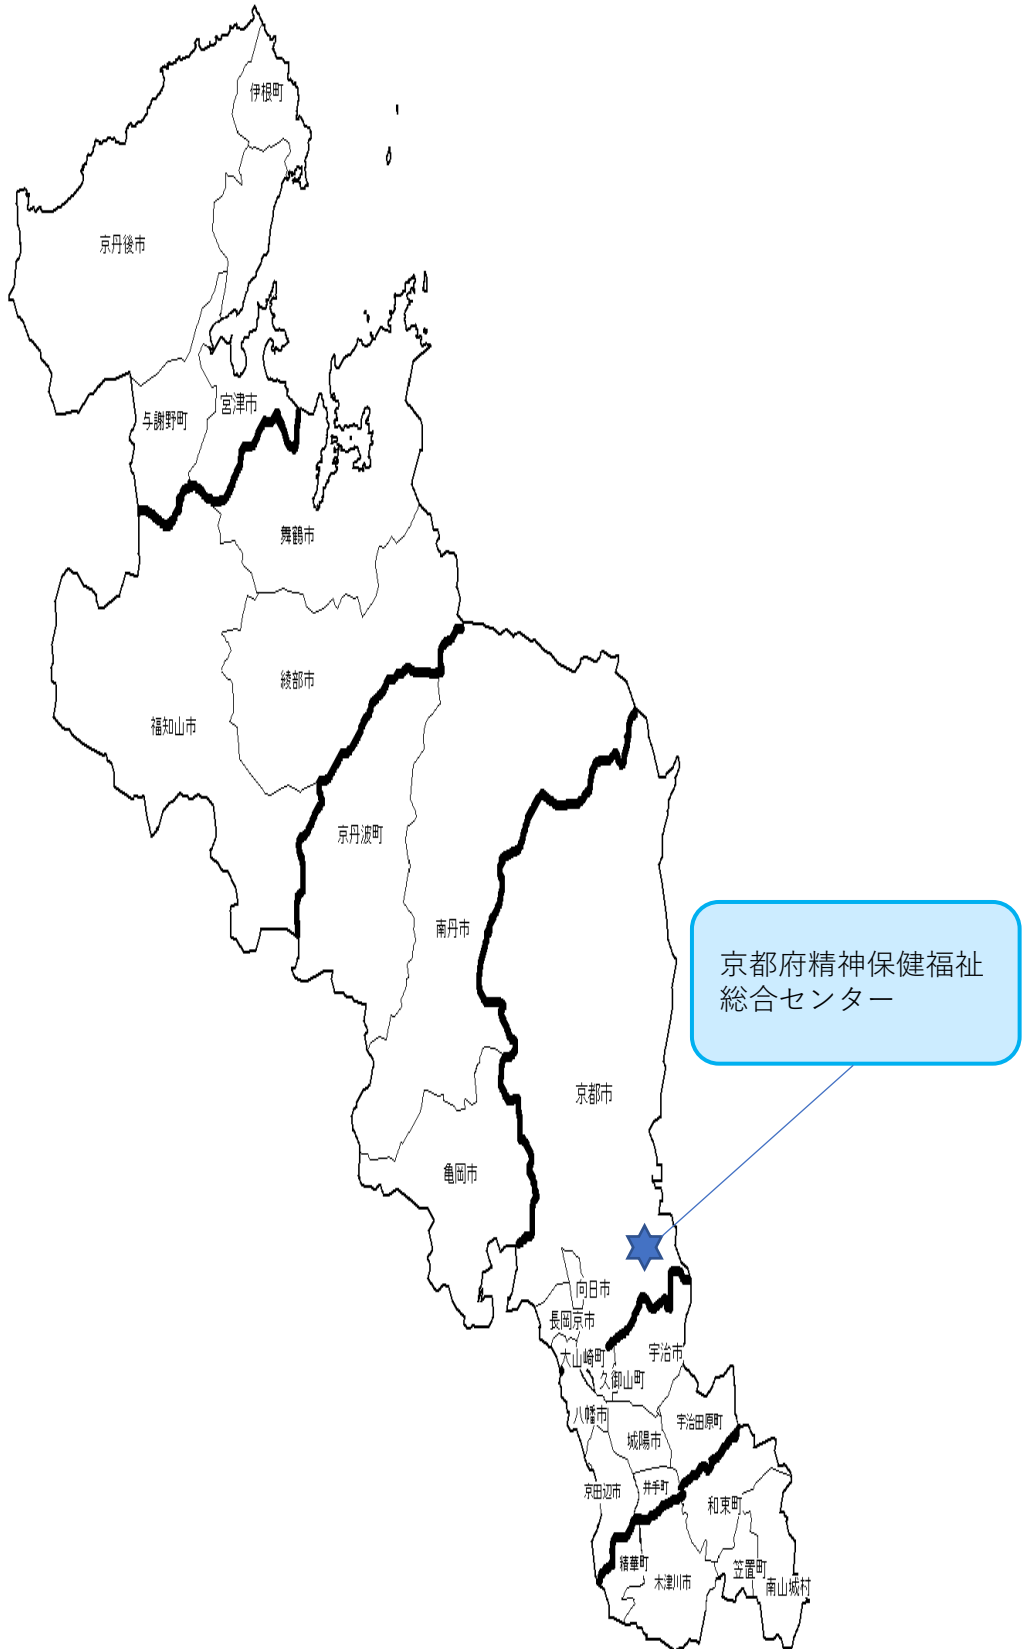 伊根町
京丹後市
宮津市
与謝野町
舞鶴市
綾部市
福知山市
京丹波町
南丹市
京都府精神保健福祉
総合センター
京都市
亀岡市
向日市
長岡京市
大山崎町
宇治市
久御山町
八幡市
宇治田原町
城陽市
井手町
京田辺市
和束町
精華町
笠置町
木津川市
南山城村